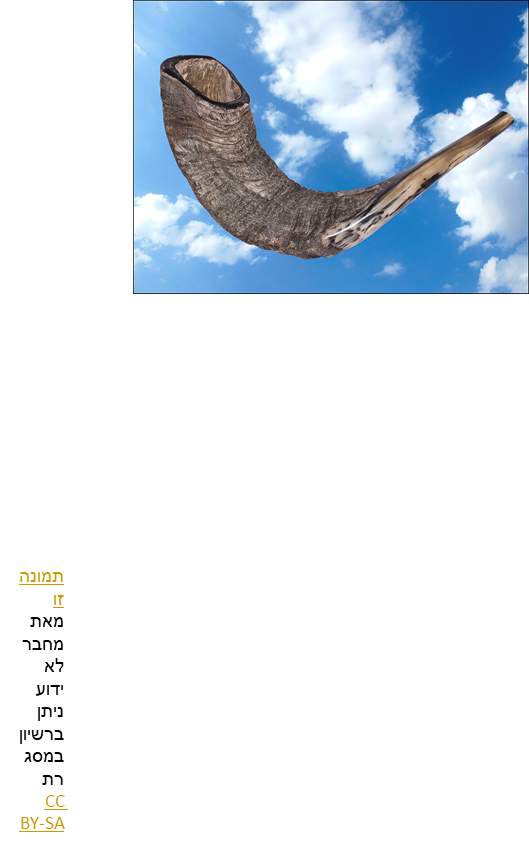 תמונה
זו
מאת
מחבר
לא
ידוע
ניתן
ברשיון
במסג
רת
CC
BY-SA